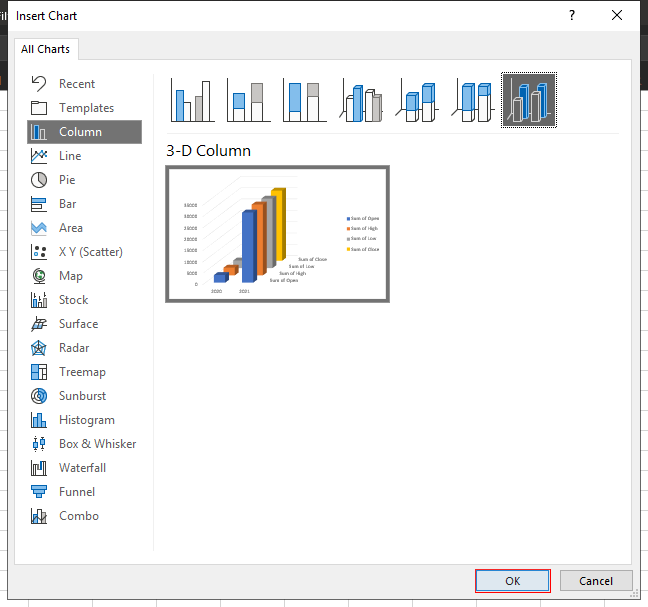 Insert Chart
?
All Charts
Recent
Templates
Column
Line
Pie
Bar
Area
X Y (Scatter)
Map
Stock
Surface
Radar
Treemap
Sunburst
Histogram
Box & Whisker
Waterfall
Funnel
Combo
3-D Column
35000
30000
25000
20000
15000
10000
5000
0
2020
2021
Sum of Close
Sum of Low
Sum of High
Sum of Open
Sum of Open
Sum of High
Sum of Low
Sum of Close
OK
Cancel